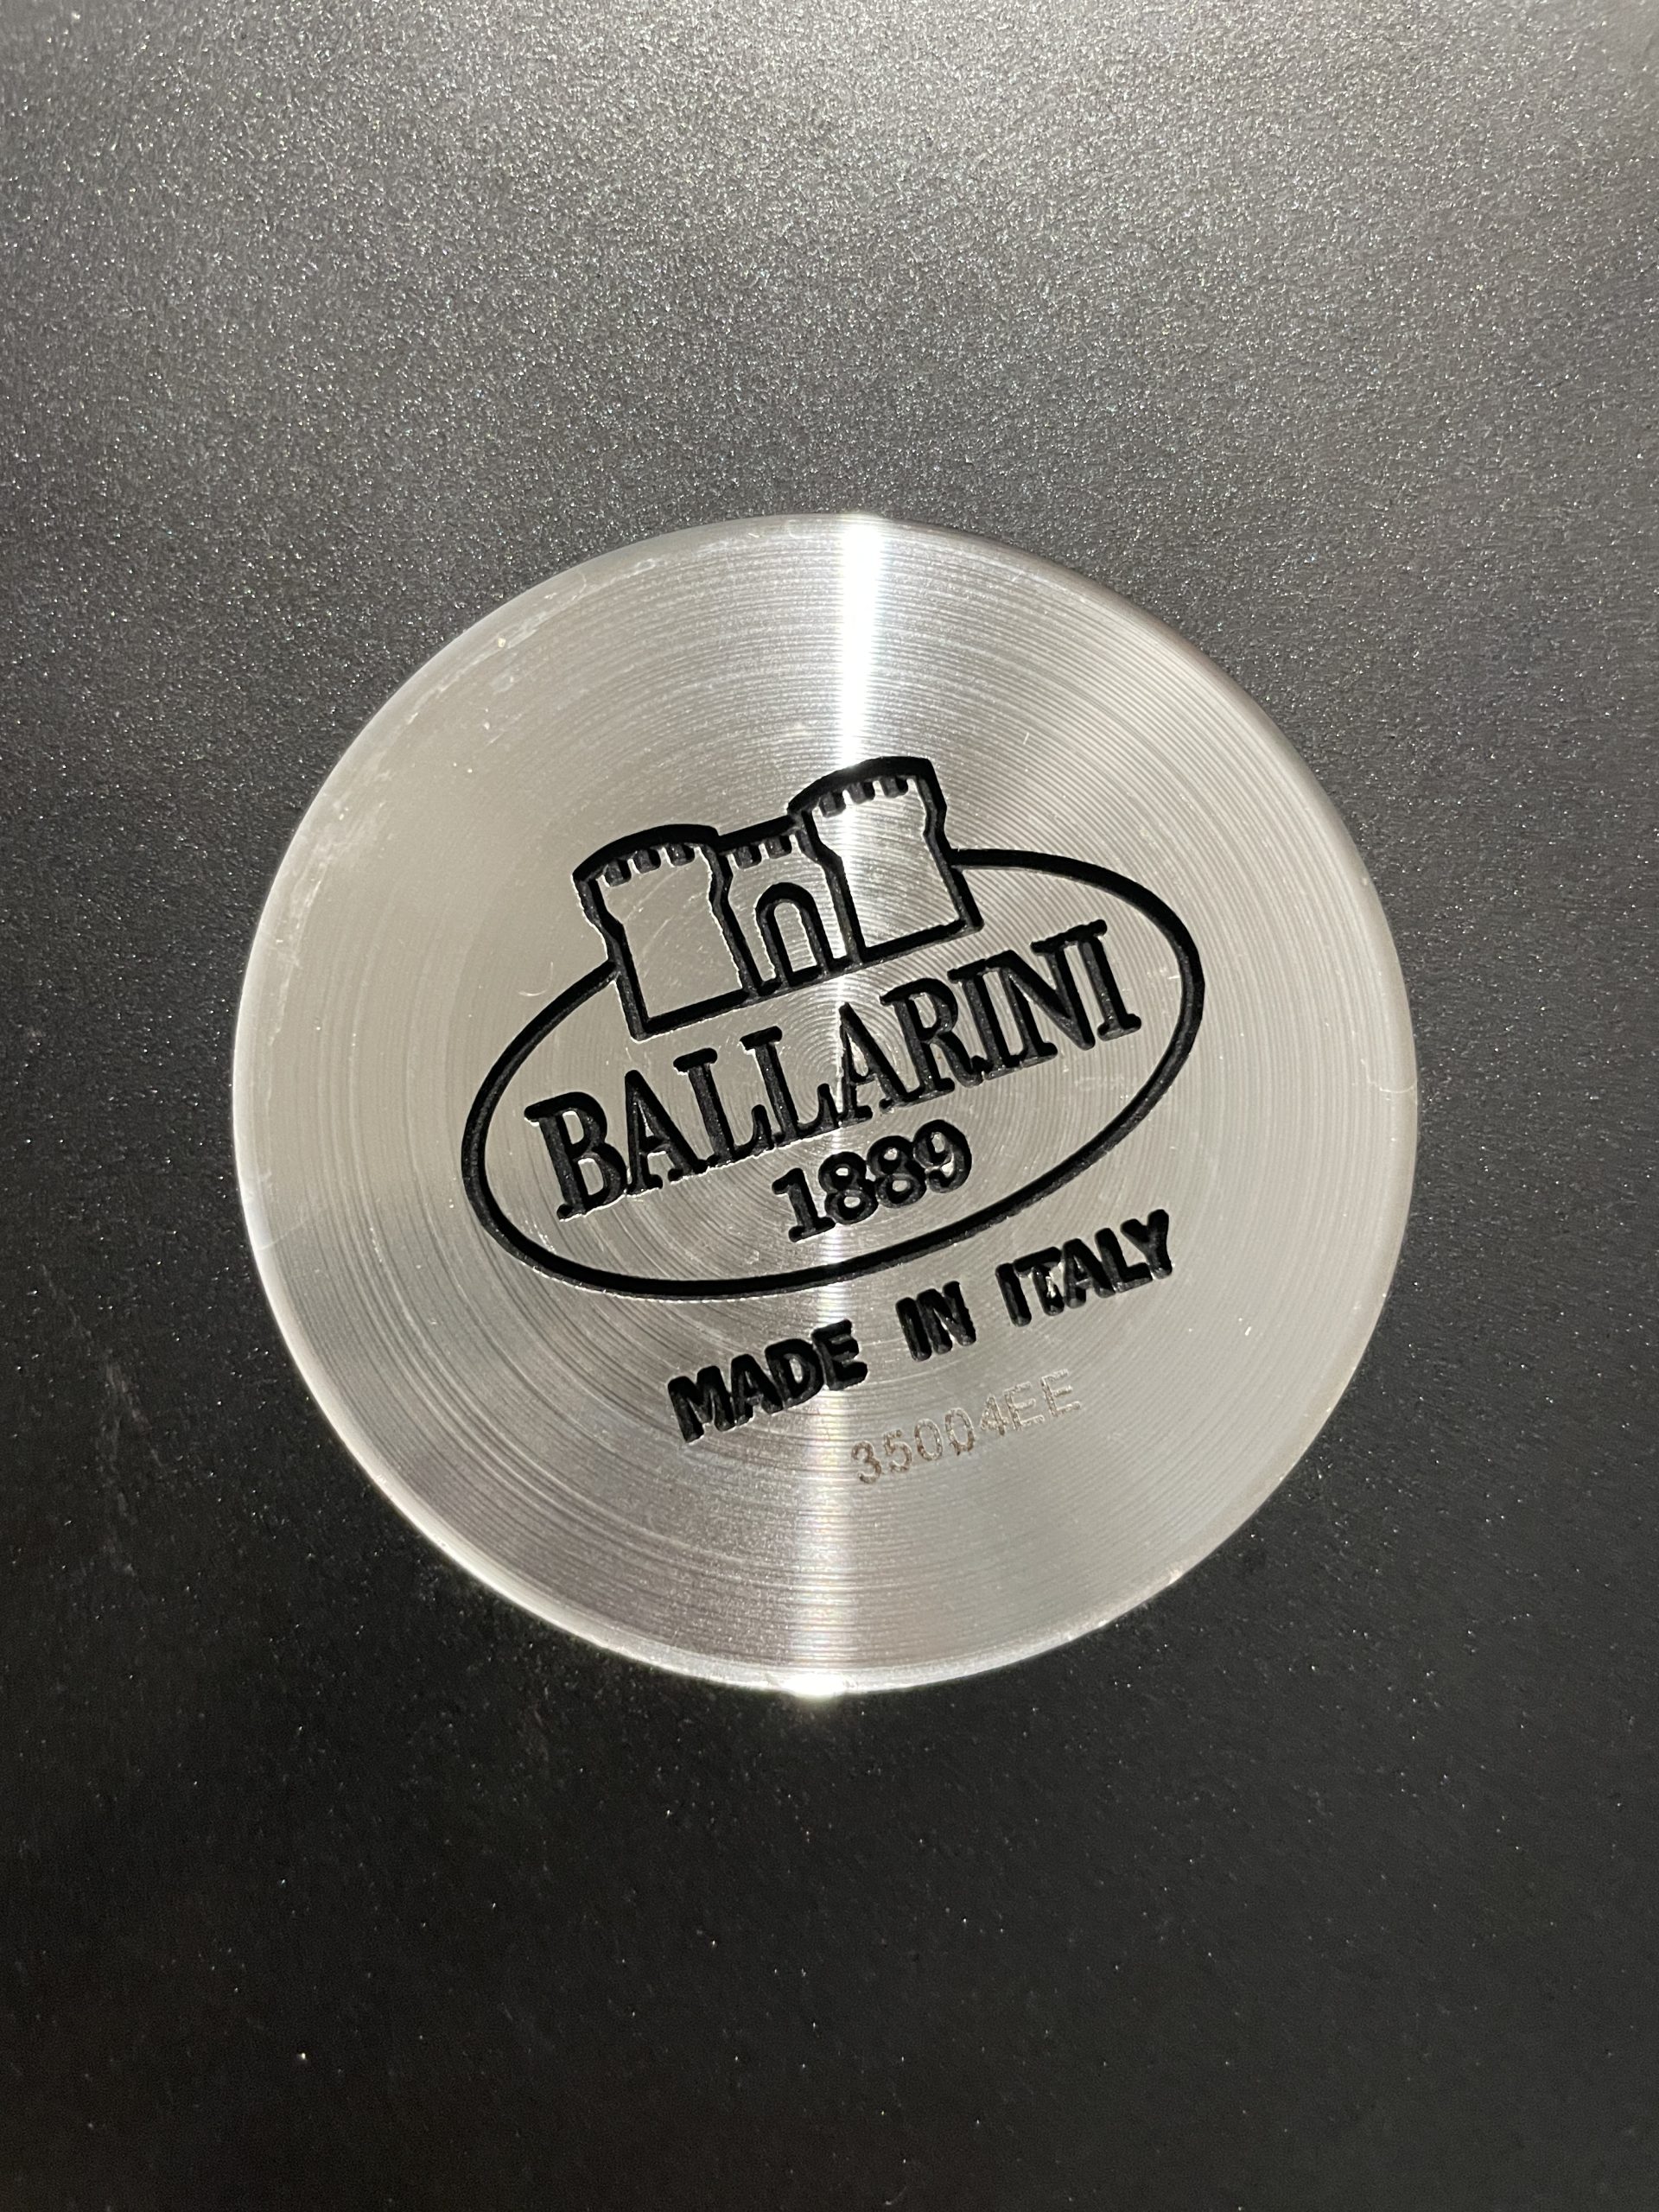 BALLARINI
1889
MADE IN ITALY
35004EE